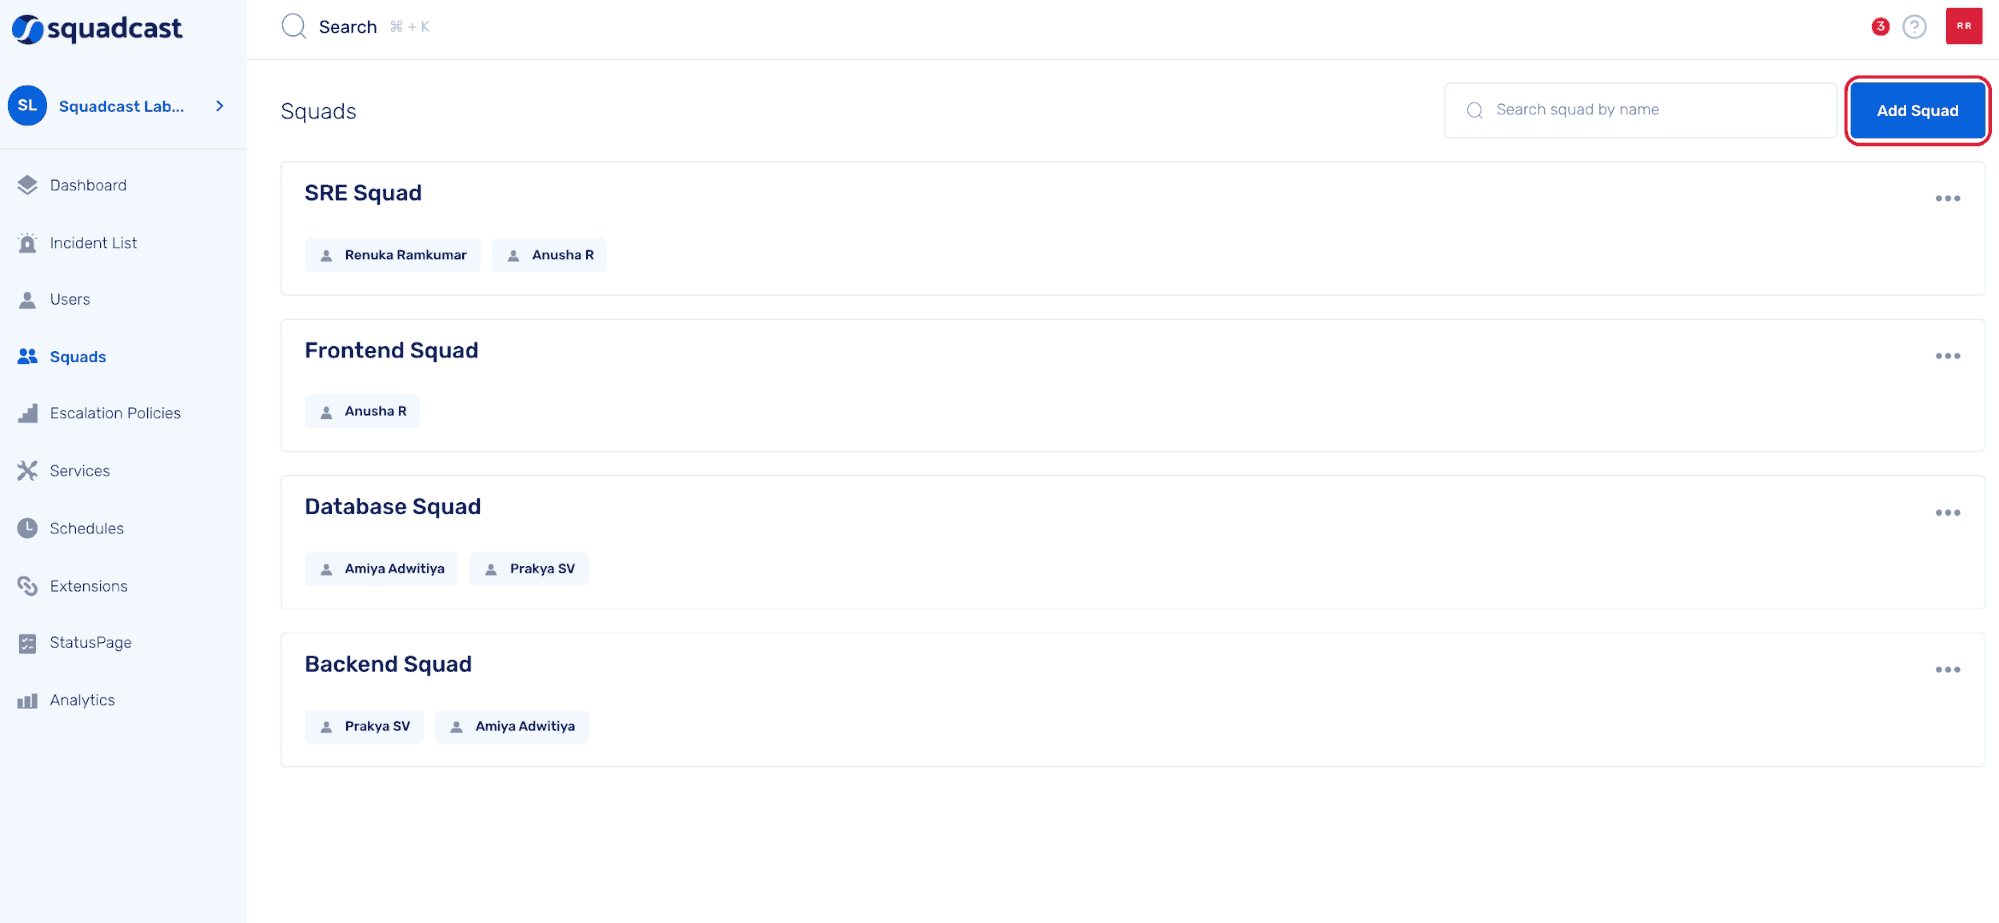 squadcast
Search ⌘ + K
3
?
RR
SL
Squadcast Lab...
Squads
Search squad by name
Add Squad
Dashboard
Incident List
Users
Squads
Escalation Policies
Services
Schedules
Extensions
StatusPage
Analytics
SRE Squad
Renuka Ramkumar
Anusha R
Frontend Squad
Anusha R
Database Squad
Amiya Adwitiya
Prakya SV
Backend Squad
Prakya SV
Amiya Adwitiya